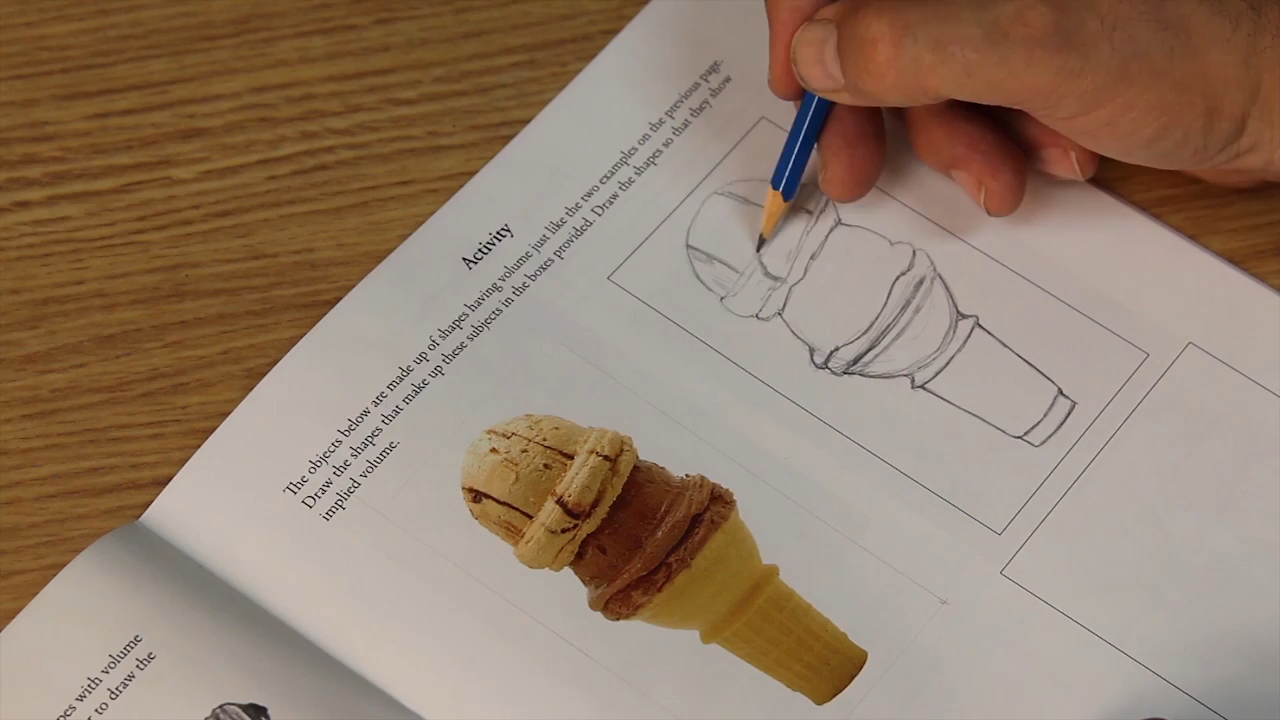 Activity
The objects below are made up of shapes having volume just like the two examples on the previous page.
Draw the shapes that make up these subjects in the boxes provided. Draw the shapes so that they show
implied volume.
with volume
to draw the